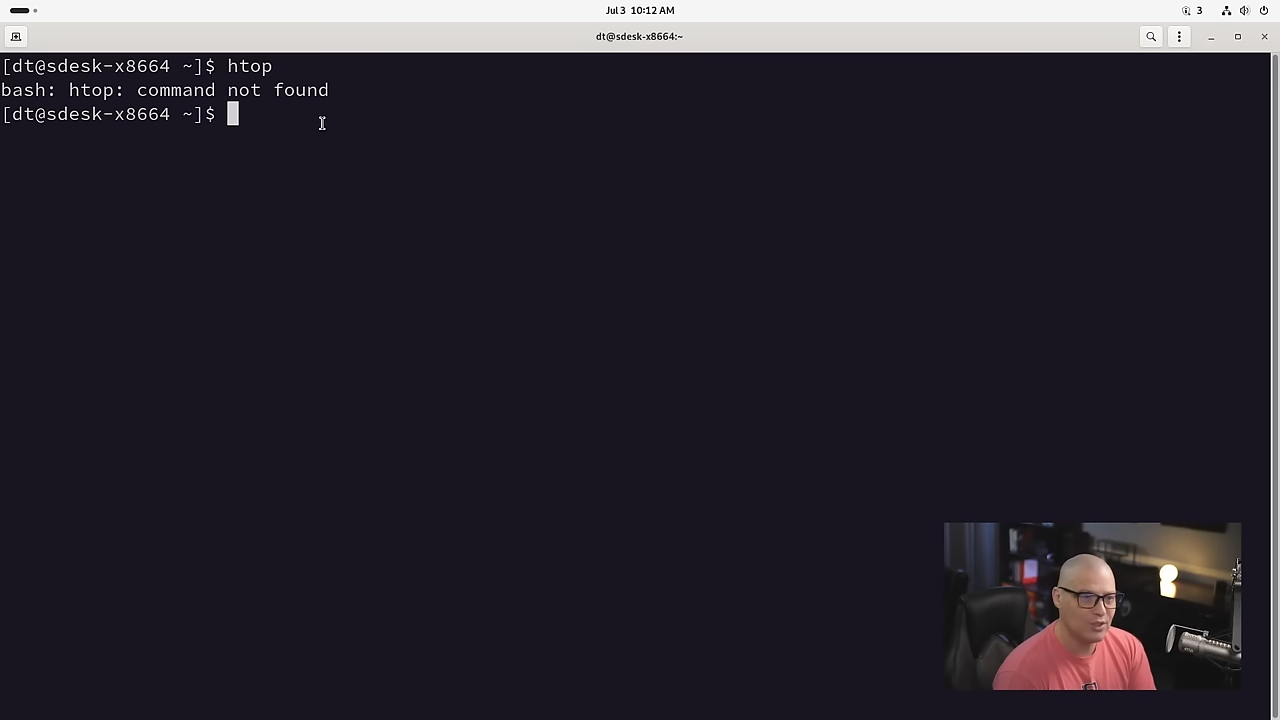 Jul 3 10:12 AM
3
dt@sdesk-x8664:~
[dt@sdesk-x8664 ~]$ htop
bash: htop: command not found
[dt@sdesk-x8664 ~]$